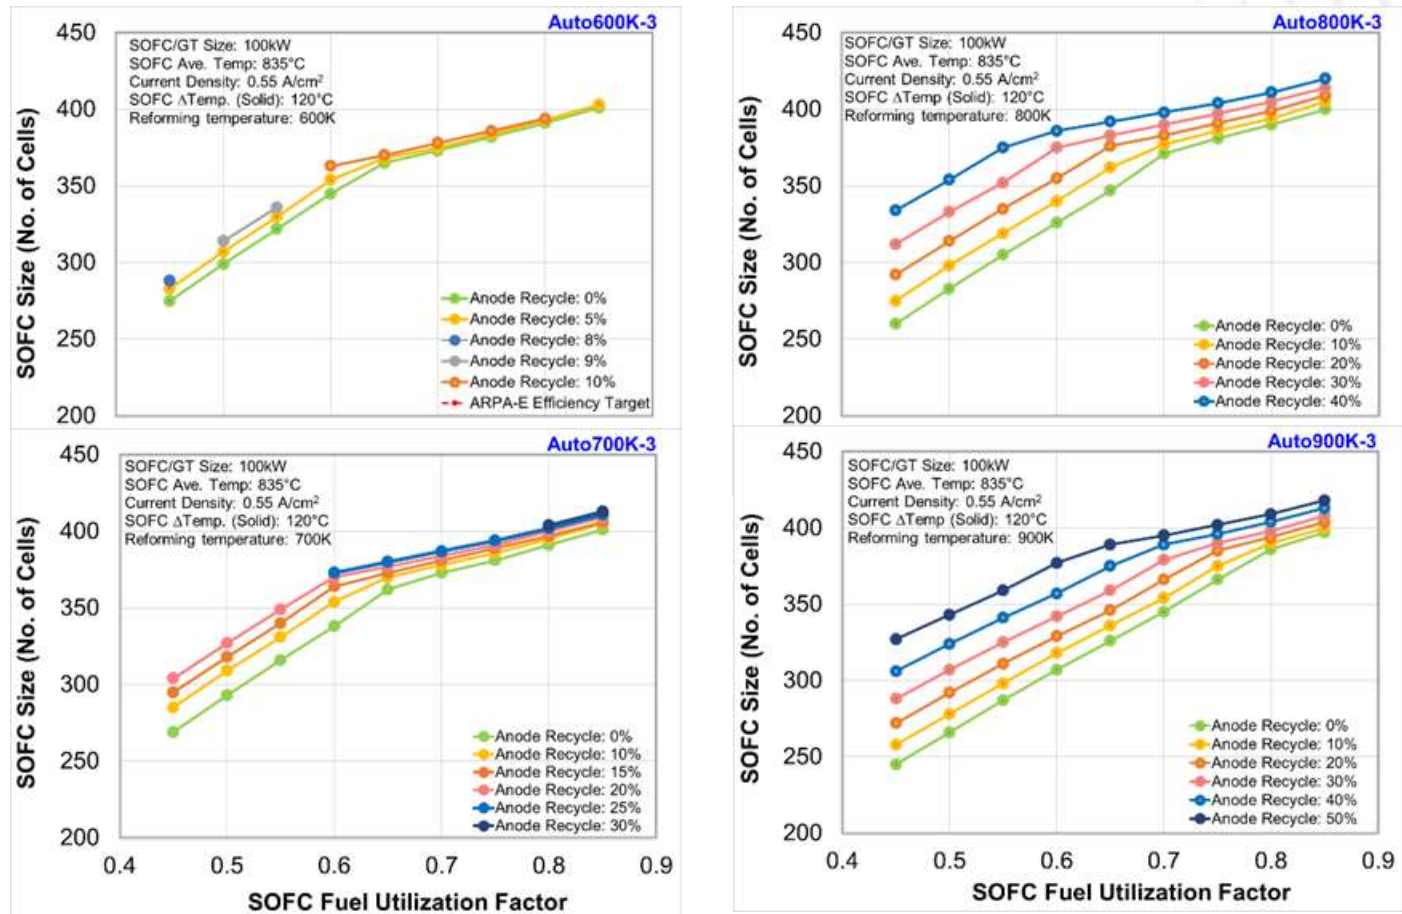 Auto600K-3
450
400
350
300
250
200
SOFC Size (No. of Cells)
SOFC/GT Size: 100kW
SOFC Ave. Temp: 835°C
Current Density: 0.55 A/cm²
SOFC ΔTemp. (Solid): 120°C
Reforming temperature: 600K
Anode Recycle: 0%
Anode Recycle: 5%
Anode Recycle: 8%
Anode Recycle: 9%
Anode Recycle: 10%
ARPA-E Efficiency Target
Auto800K-3
450
400
350
300
250
200
SOFC Size (No. of Cells)
SOFC/GT Size: 100kW
SOFC Ave. Temp: 835°C
Current Density: 0.55 A/cm²
SOFC ΔTemp (Solid): 120°C
Reforming temperature: 800K
Anode Recycle: 0%
Anode Recycle: 10%
Anode Recycle: 20%
Anode Recycle: 30%
Anode Recycle: 40%
Auto700K-3
450
400
350
300
250
200
SOFC Size (No. of Cells)
SOFC/GT Size: 100kW
SOFC Ave. Temp: 835°C
Current Density: 0.55 A/cm²
SOFC ΔTemp. (Solid): 120°C
Reforming temperature: 700K
Anode Recycle: 0%
Anode Recycle: 10%
Anode Recycle: 15%
Anode Recycle: 20%
Anode Recycle: 25%
Anode Recycle: 30%
0.4 0.5 0.6 0.7 0.8 0.9
SOFC Fuel Utilization Factor
Auto900K-3
450
400
350
300
250
200
SOFC Size (No. of Cells)
SOFC/GT Size: 100kW
SOFC Ave. Temp: 835°C
Current Density: 0.55 A/cm²
SOFC ΔTemp (Solid): 120°C
Reforming temperature: 900K
Anode Recycle: 0%
Anode Recycle: 10%
Anode Recycle: 20%
Anode Recycle: 30%
Anode Recycle: 40%
Anode Recycle: 50%
0.4 0.5 0.6 0.7 0.8 0.9
SOFC Fuel Utilization Factor